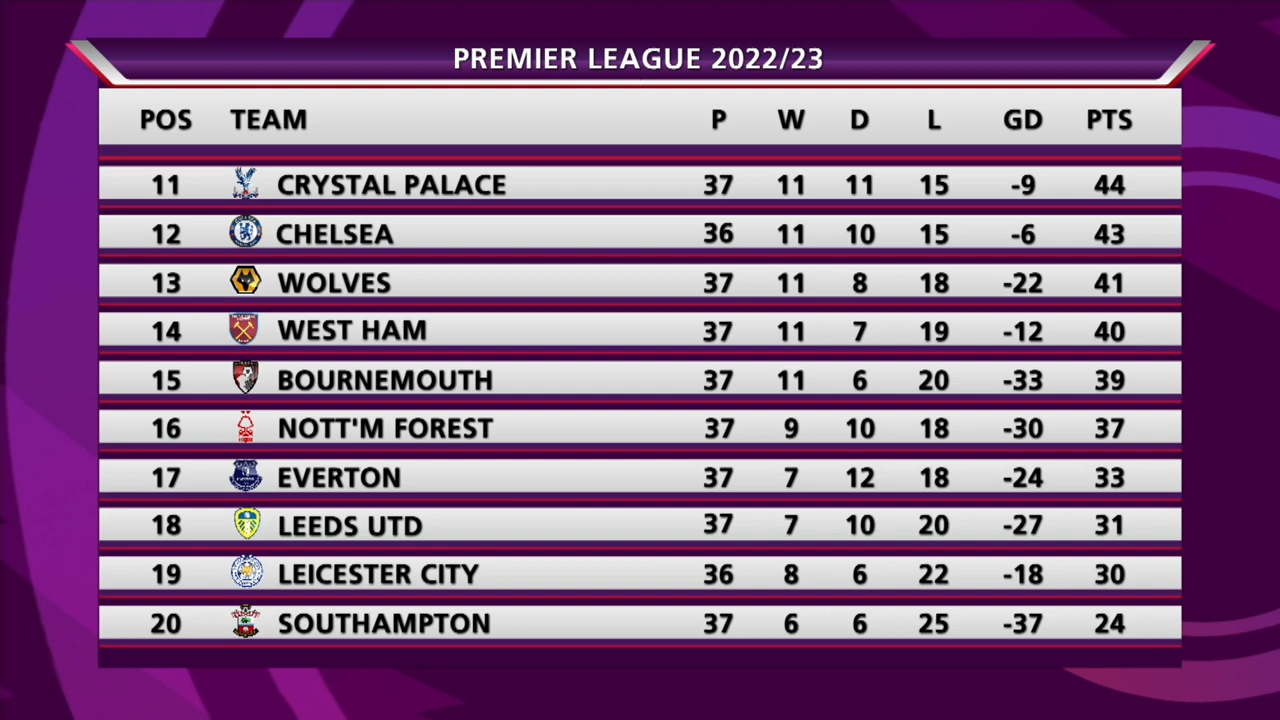 PREMIER LEAGUE 2022/23
POS TEAM P W D L GD PTS
11 CRYSTAL PALACE 37 11 11 15 -9 44
12 CHELSEA 36 11 10 15 -6 43
13 WOLVES 37 11 8 18 -22 41
14 WEST HAM 37 11 7 19 -12 40
15 BOURNEMOUTH 37 11 6 20 -33 39
16 NOTT'M FOREST 37 9 10 18 -30 37
17 EVERTON 37 7 12 18 -24 33
18 LEEDS UTD 37 7 10 20 -27 31
19 LEICESTER CITY 36 8 6 22 -18 30
20 SOUTHAMPTON 37 6 6 25 -37 24